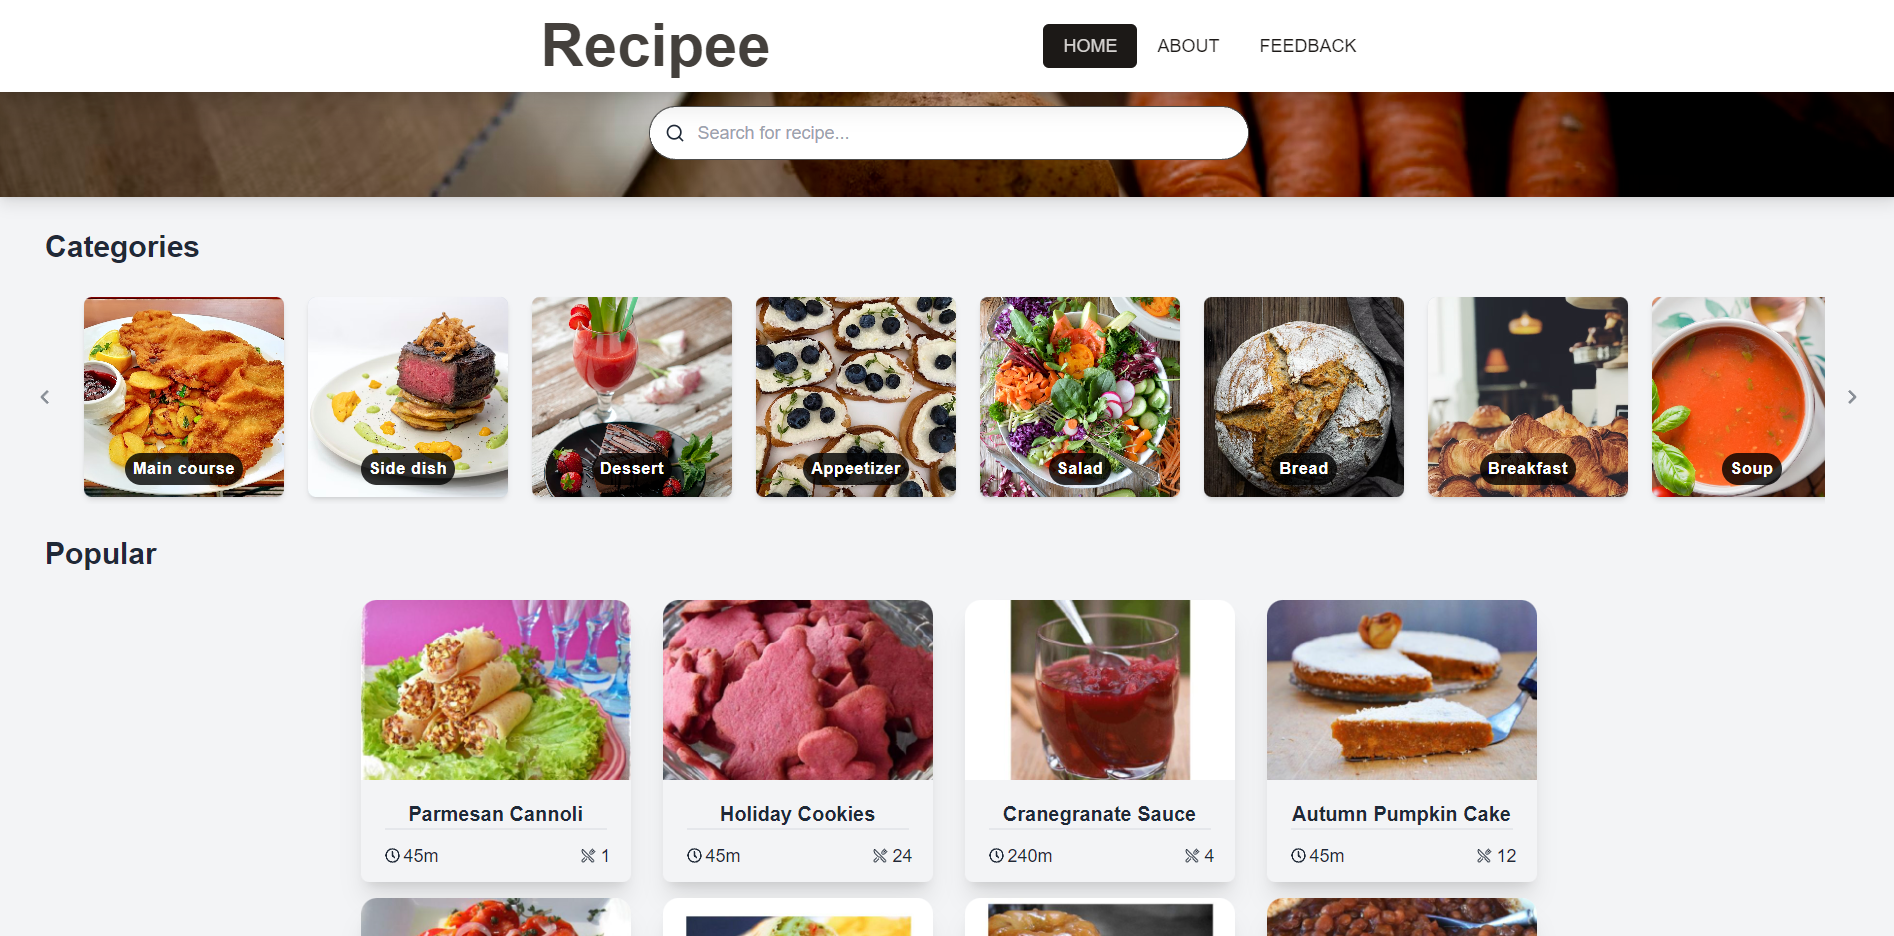 Recipee
HOME ABOUT FEEDBACK
Search for recipe...
Categories
Main course
Side dish
Dessert
Appeetizer
Salad
Bread
Breakfast
Soup
Popular
Parmesan Cannoli
45m 1
Holiday Cookies
45m 24
Cranegranate Sauce
240m 4
Autumn Pumpkin Cake
45m 12